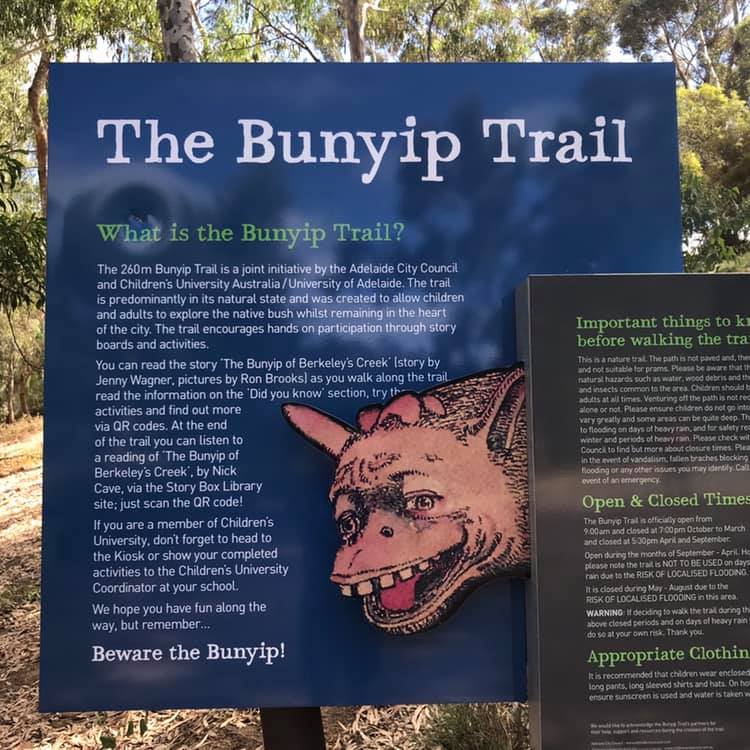 The Bunyip Trail
What is the Bunyip Trail?
The 260m Bunyip Trail is a joint initiative by the Adelaide City Council
and Children's University Australia / University of Adelaide. The trail
is predominantly in its natural state and was created to allow children
and adults to explore the native bush whilst remaining in the heart
of the city. The trail encourages hands on participation through story
boards and activities.
You can read the story 'The Bunyip of Berkeley's Creek' (story by
Jenny Wagner, pictures by Ron Brooks) as you walk along the trail,
read the information on the 'Did you know' section, try the
activities and find out more
via QR codes. At the end
of the trail you can listen to
a reading of 'The Bunyip of
Berkeley's Creek', by Nick
Cave, via the Story Box Library
site; just scan the QR code!
If you are a member of Children's
University, don't forget to head to
the Kiosk or show your completed
activities to the Children's University
Coordinator at your school.
We hope you have fun along the
way, but remember...
Beware the Bunyip!
Important things to
before walking the
This is a nature trail. The path is not paved and,
and not suitable for prams. Please be aware that
natural hazards such as water, wood debris and
and insects common to the area. Children should
adults at all times. Venturing off the path is not
alone or not. Please ensure children do not go
vary greatly and some areas can be quite deep.
to flooding on days of heavy rain, and for safety
winter and periods of heavy rain. Please check
Council to find out more about closure times.
in the event of vandalism, fallen braches blocking
flooding or any other issues you may identify. Call
event of an emergency.
Open & Closed Times
The Bunyip Trail is officially open from
9:00am and closed at 7:00pm October to March
and closed at 5:30pm April and September.
Open during the months of September - April.
please note the trail is NOT TO BE USED on days
rain due to the RISK OF LOCALISED FLOODING.
It is closed during May - August due to the
RISK OF LOCALISED FLOODING in this area.
WARNING: If deciding to walk the trail during
above closed periods and on days of heavy rain
do so at your own risk. Thank you.
Appropriate
It is recommended that children wear enclosed
long pants, long sleeved shirts and hats. On
ensure sunscreen is used and water is taken
We would like to acknowledge the Bunyip Trail's partners for
their help, support and resources during the creation of the trail.